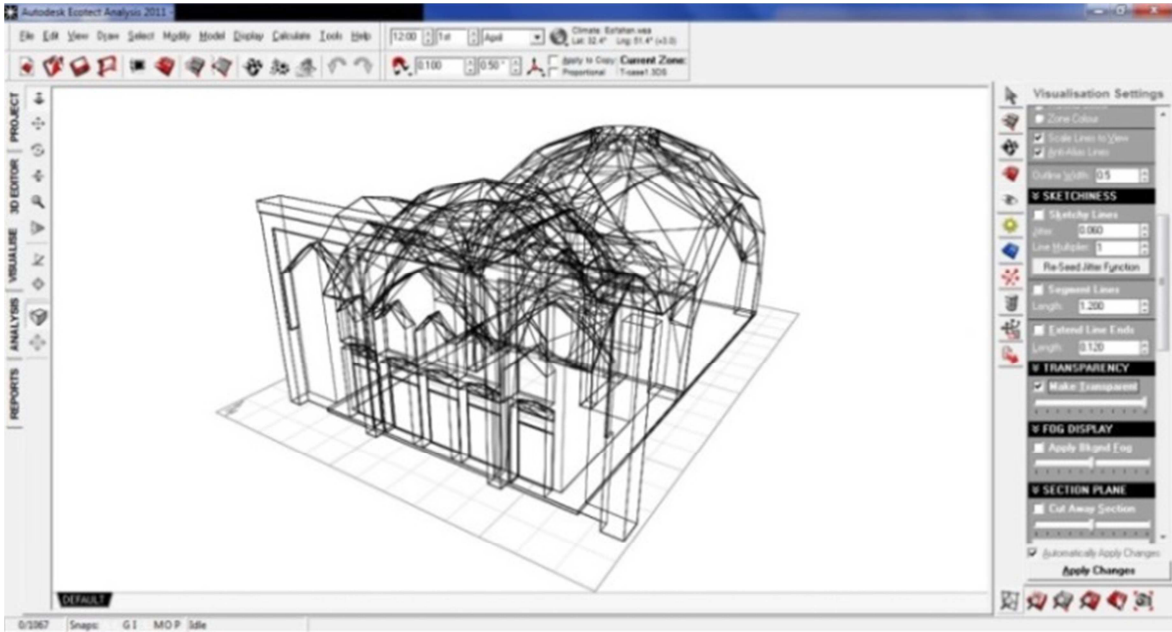 Autodesk Ecotect Analysis 2011 -
File Edit View Draw Select Modify Model Display Calculate Tools Help
12:00 1st April
Climate: Esfahan.wea
Lat: 32.4° Lng: 51.4° (+3.0)
0.100 0.50°
Apply to Copy: Current Zone:
Proportional T-case1.3DS
PROJECT
3D EDITOR
VISUALISE
ANALYSIS
REPORTS
Visualisation Settings
Zone Colour
Scale Lines to View
Anti-Alias Lines
Outline Width: 0.5
SKETCHINESS
Sketchy Lines
Jitter: 0.060
Line Multiplier: 1
Re-Seed Jitter Function
Segment Lines
Length: 1.200
Extend Line Ends
Length: 0.120
TRANSPARENCY
Make Transparent
FOG DISPLAY
Apply Bkgnd Fog
SECTION PLANE
Cut Away Section
Automatically Apply Changes
Apply Changes
DEFAULT
0/1067 Snaps: G I M O P Idle